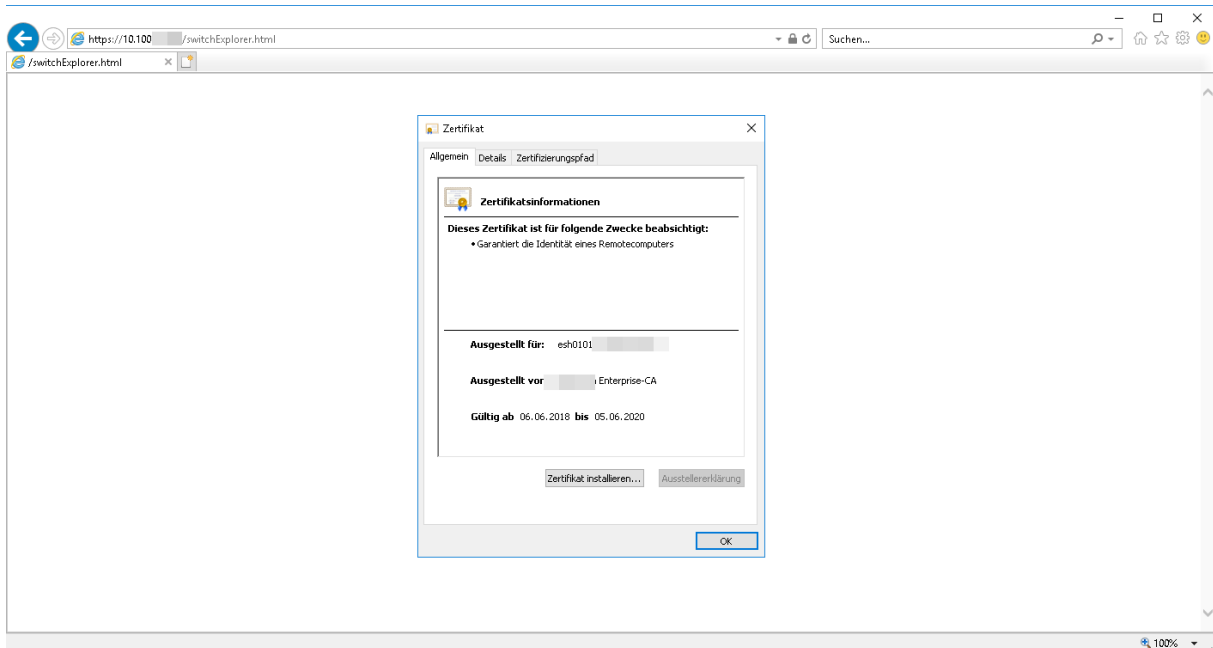 https://10.100 /switchExplorer.html
Suchen...
/switchExplorer.html
Zertifikat
Allgemein Details Zertifizierungspfad
Zertifikatsinformationen
Dieses Zertifikat ist für folgende Zwecke beabsichtigt:
• Garantiert die Identität eines Remotecomputers
Ausgestellt für: esh0101
Ausgestellt vor Enterprise-CA
Gültig ab 06.06.2018 bis 05.06.2020
Zertifikat installieren... Ausstellererklärung
OK
100%